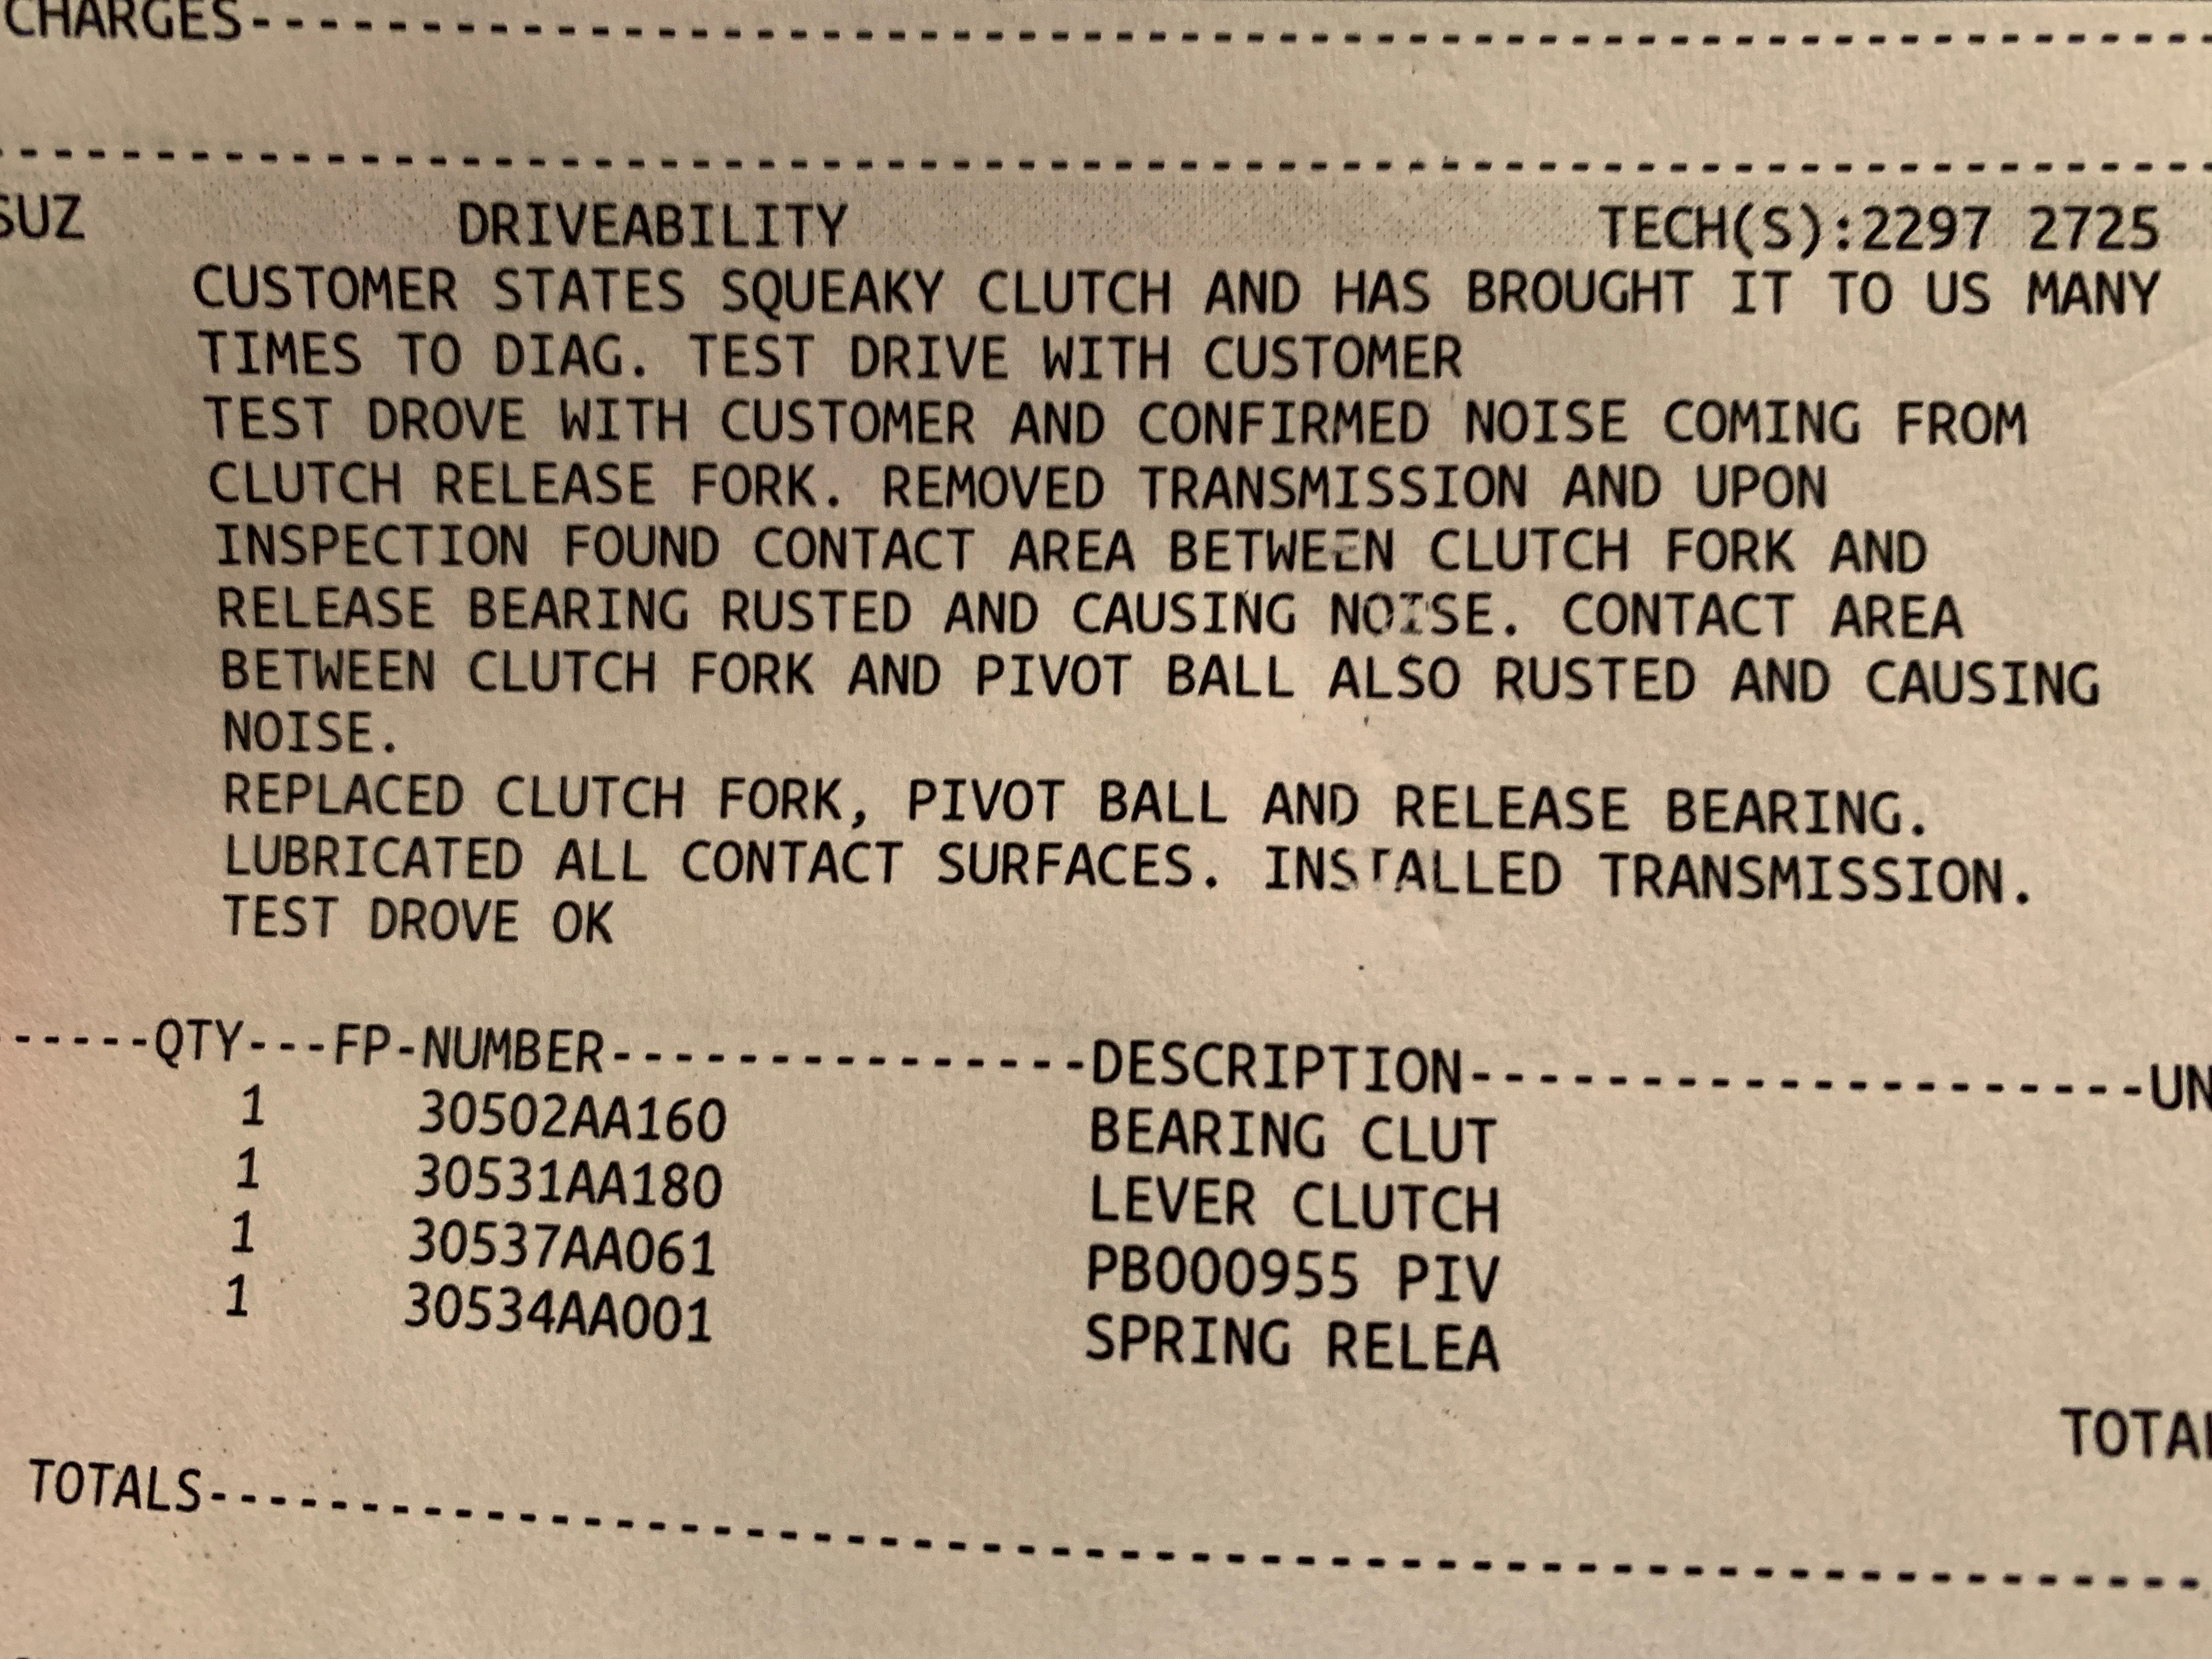 CHARGES----------------------------------------------------
------------------------------------------------------------
SUZ DRIVEABILITY TECH(S):2297 2725
CUSTOMER STATES SQUEAKY CLUTCH AND HAS BROUGHT IT TO US MANY
TIMES TO DIAG. TEST DRIVE WITH CUSTOMER
TEST DROVE WITH CUSTOMER AND CONFIRMED NOISE COMING FROM
CLUTCH RELEASE FORK. REMOVED TRANSMISSION AND UPON
INSPECTION FOUND CONTACT AREA BETWEEN CLUTCH FORK AND
RELEASE BEARING RUSTED AND CAUSING NOISE. CONTACT AREA
BETWEEN CLUTCH FORK AND PIVOT BALL ALSO RUSTED AND CAUSING
NOISE.
REPLACED CLUTCH FORK, PIVOT BALL AND RELEASE BEARING.
LUBRICATED ALL CONTACT SURFACES. INSTALLED TRANSMISSION.
TEST DROVE OK
-----QTY---FP-NUMBER---------------DESCRIPTION--------------------UN
1 30502AA160 BEARING CLUT
1 30531AA180 LEVER CLUTCH
1 30537AA061 PB000955 PIV
1 30534AA001 SPRING RELEA
TOTAL
TOTALS----------------------------------------------------